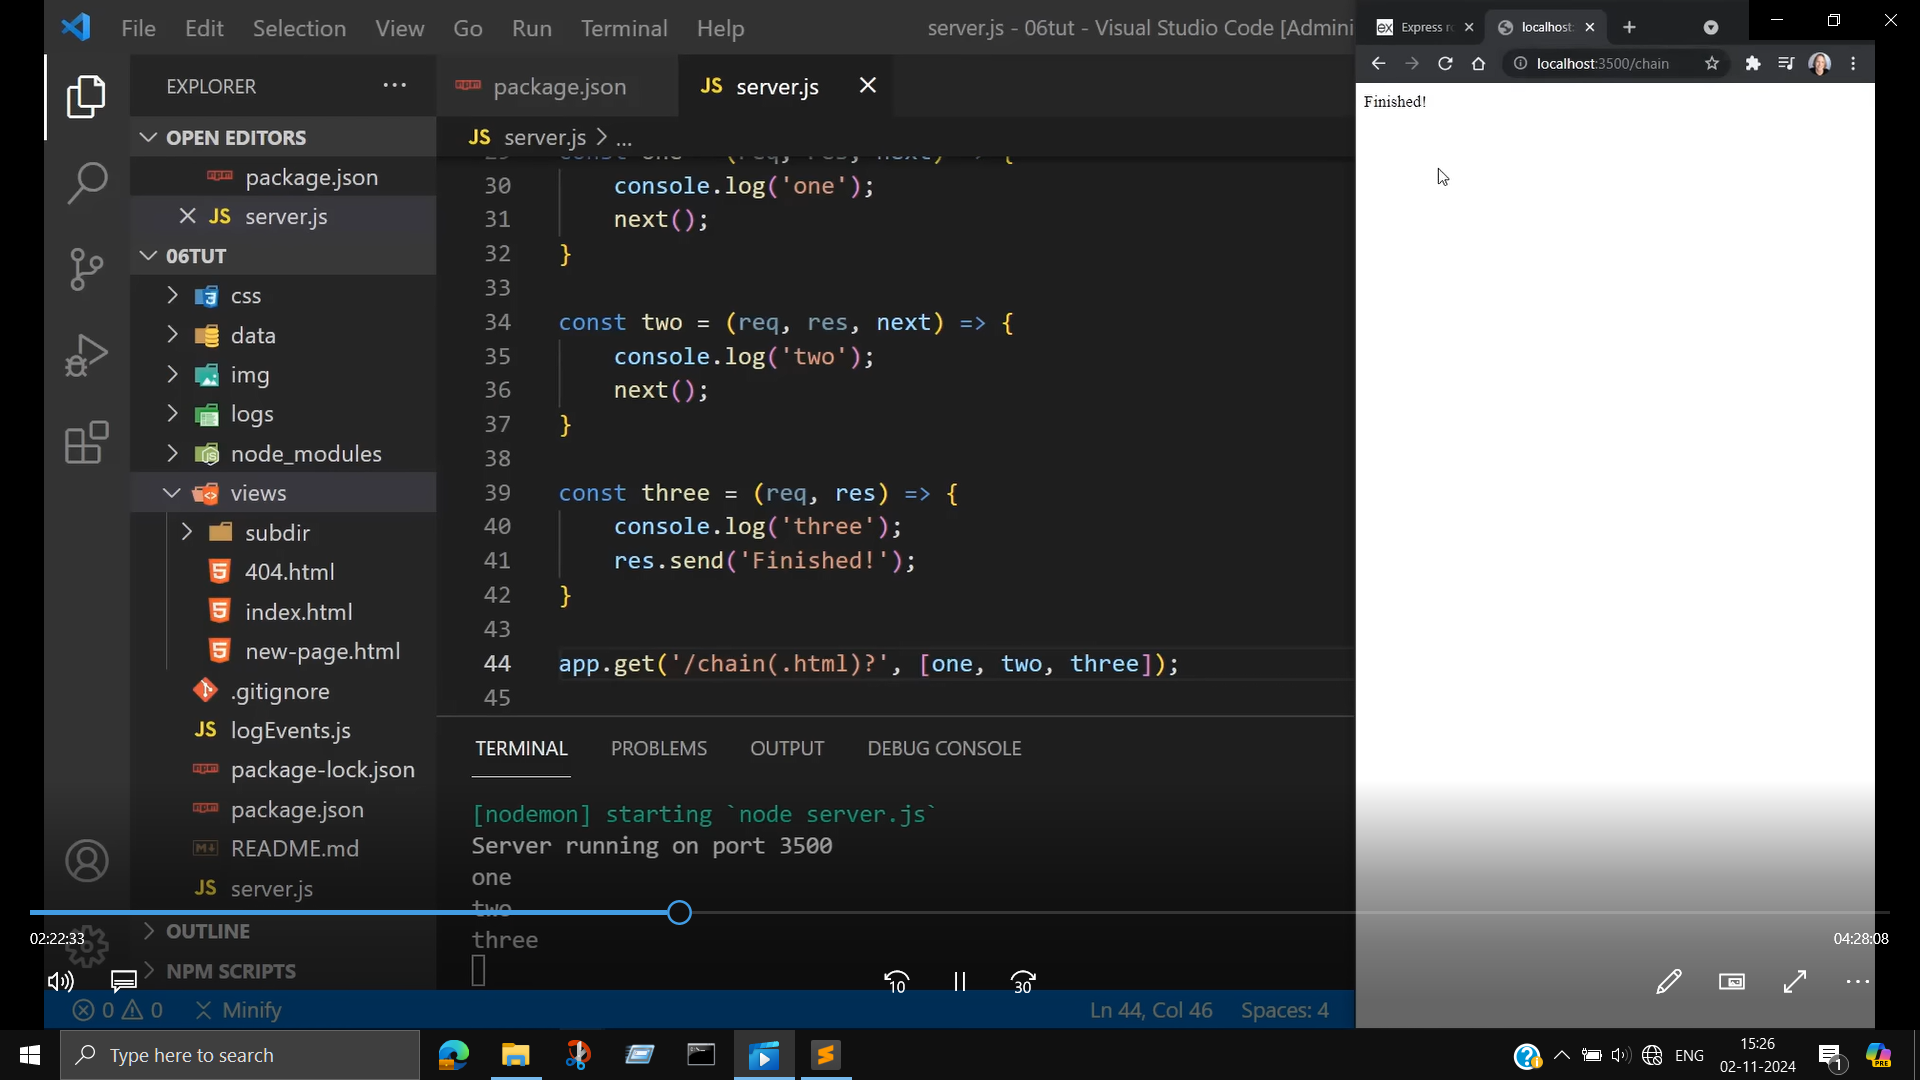 File Edit Selection View Go Run Terminal Help
server.js - 06tut - Visual Studio Code [Admini
Express r
localhost:
localhost:3500/chain
Finished!
EXPLORER
OPEN EDITORS
package.json
server.js
06TUT
css
data
img
logs
node_modules
views
subdir
404.html
index.html
new-page.html
.gitignore
JS logEvents.js
package-lock.json
package.json
README.md
JS server.js
OUTLINE
NPM SCRIPTS
package.json
JS server.js
JS server.js > ...
29 const one = (req, res, next) => {
30 console.log('one');
31 next();
32 }
33
34 const two = (req, res, next) => {
35 console.log('two');
36 next();
37 }
38
39 const three = (req, res) => {
40 console.log('three');
41 res.send('Finished!');
42 }
43
44 app.get('/chain(.html)?', [one, two, three]);
45
TERMINAL PROBLEMS OUTPUT DEBUG CONSOLE
[nodemon] starting `node server.js`
Server running on port 3500
one
two
three
02:22:33
04:28:08
10
30
0 0 Minify
Ln 44, Col 46 Spaces: 4
Type here to search
ENG
15:26
02-11-2024
1
PRE